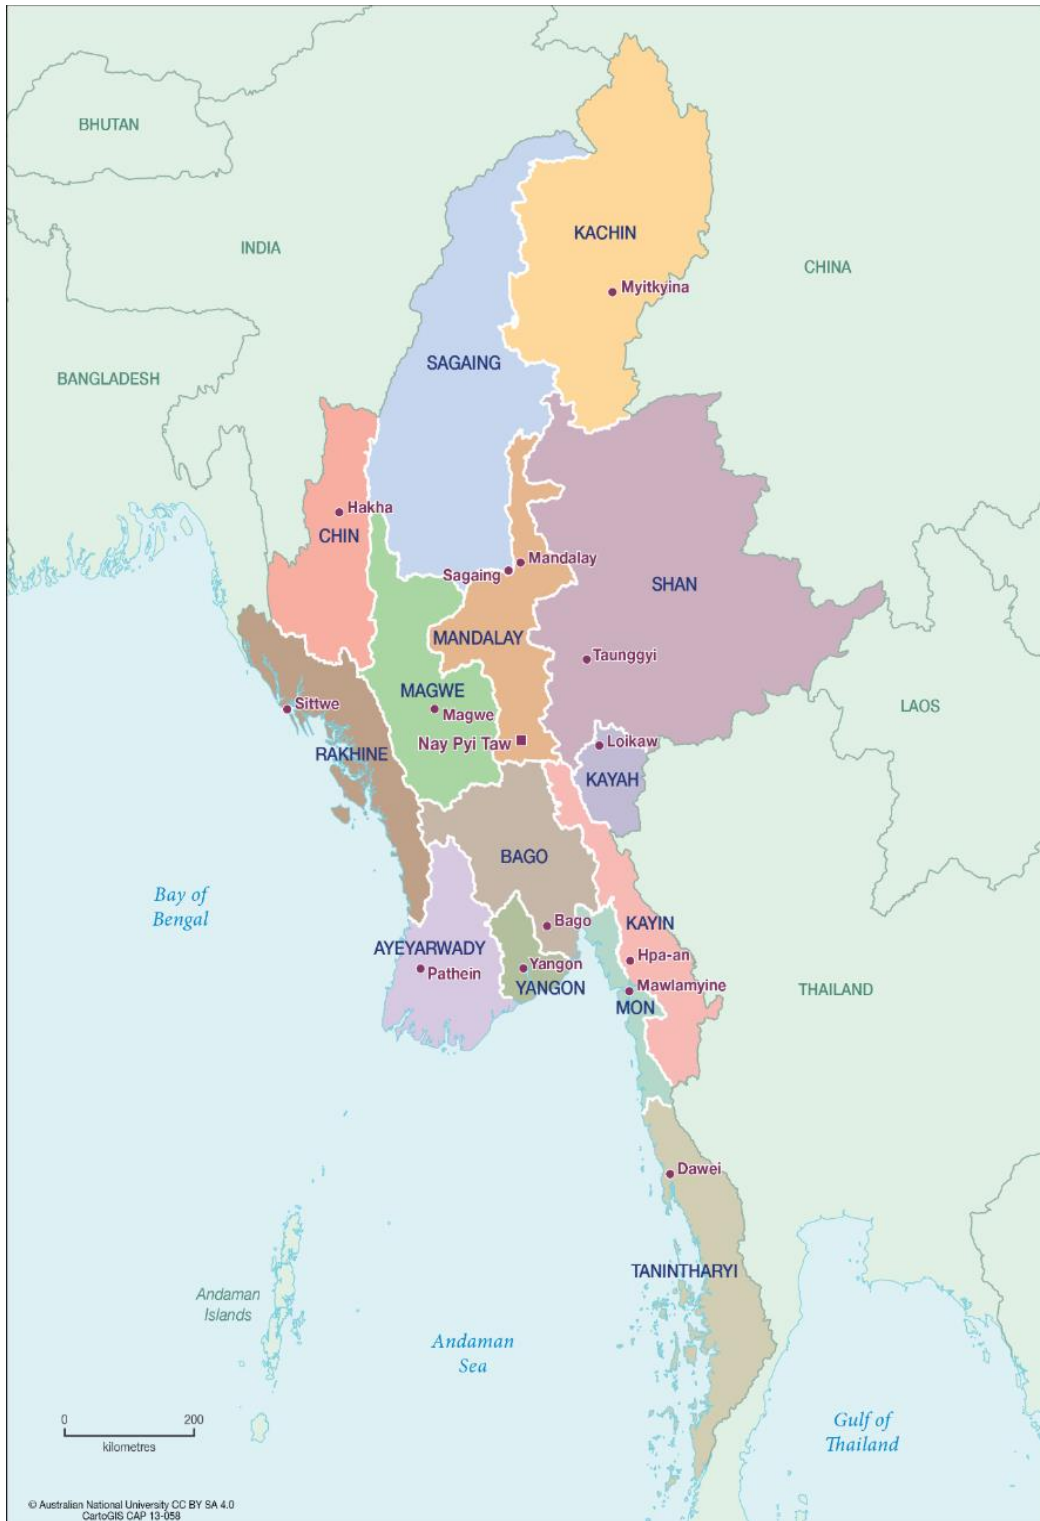 BHUTAN
KACHIN
INDIA
CHINA
Myitkyina
SAGAING
BANGLADESH
Hakha
CHIN
Mandalay
Sagaing
SHAN
MANDALAY
Taunggyi
MAGWE
Sittwe
Magwe
LAOS
Nay Pyi Taw
Loikaw
RAKHINE
KAYAH
BAGO
Bay of
Bengal
Bago
KAYIN
AYEYARWADY
Hpa-an
Pathein
Yangon
YANGON
Mawlamyine
MON
THAILAND
Dawei
TANINTHARYI
Andaman
Islands
Andaman
Sea
0 200
kilometres
Gulf of
Thailand
© Australian National University CC BY SA 4.0
CartoGIS CAP 13-058